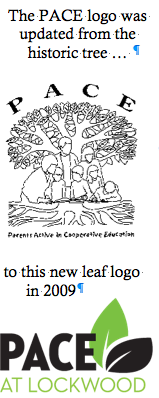 The PACE logo was
updated from the
historic tree ... ¶
PACE
Parents Active in Cooperative Education
to this new leaf logo
in 2009¶
PACE
AT LOCKWOOD